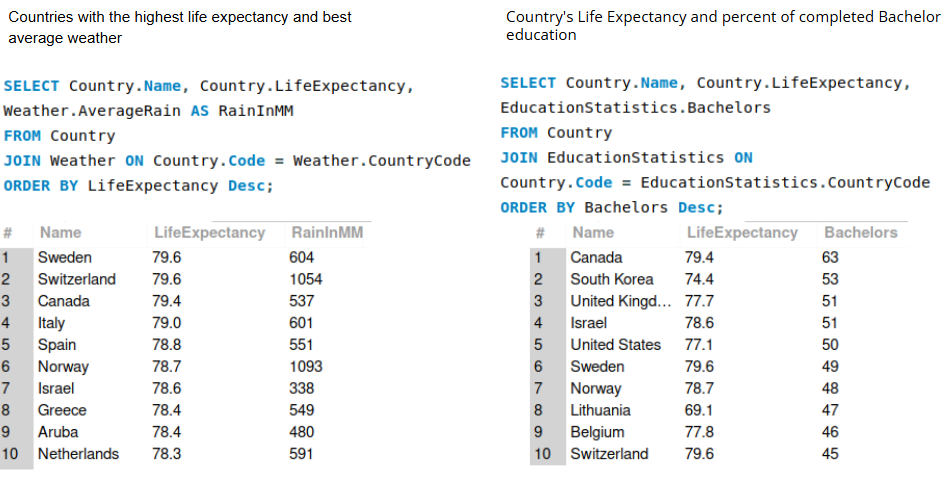 Countries with the highest life expectancy and best
average weather
SELECT Country.Name, Country.LifeExpectancy,
Weather.AverageRain AS RainInMM
FROM Country
JOIN Weather ON Country.Code = Weather.CountryCode
ORDER BY LifeExpectancy Desc;
# Name LifeExpectancy RainInMM
1 Sweden 79.6 604
2 Switzerland 79.6 1054
3 Canada 79.4 537
4 Italy 79.0 601
5 Spain 78.8 551
6 Norway 78.7 1093
7 Israel 78.6 338
8 Greece 78.4 549
9 Aruba 78.4 480
10 Netherlands 78.3 591
Country's Life Expectancy and percent of completed Bachelor
education
SELECT Country.Name, Country.LifeExpectancy,
EducationStatistics.Bachelors
FROM Country
JOIN EducationStatistics ON
Country.Code = EducationStatistics.CountryCode
ORDER BY Bachelors Desc;
# Name LifeExpectancy Bachelors
1 Canada 79.4 63
2 South Korea 74.4 53
3 United Kingd... 77.7 51
4 Israel 78.6 51
5 United States 77.1 50
6 Sweden 79.6 49
7 Norway 78.7 48
8 Lithuania 69.1 47
9 Belgium 77.8 46
10 Switzerland 79.6 45